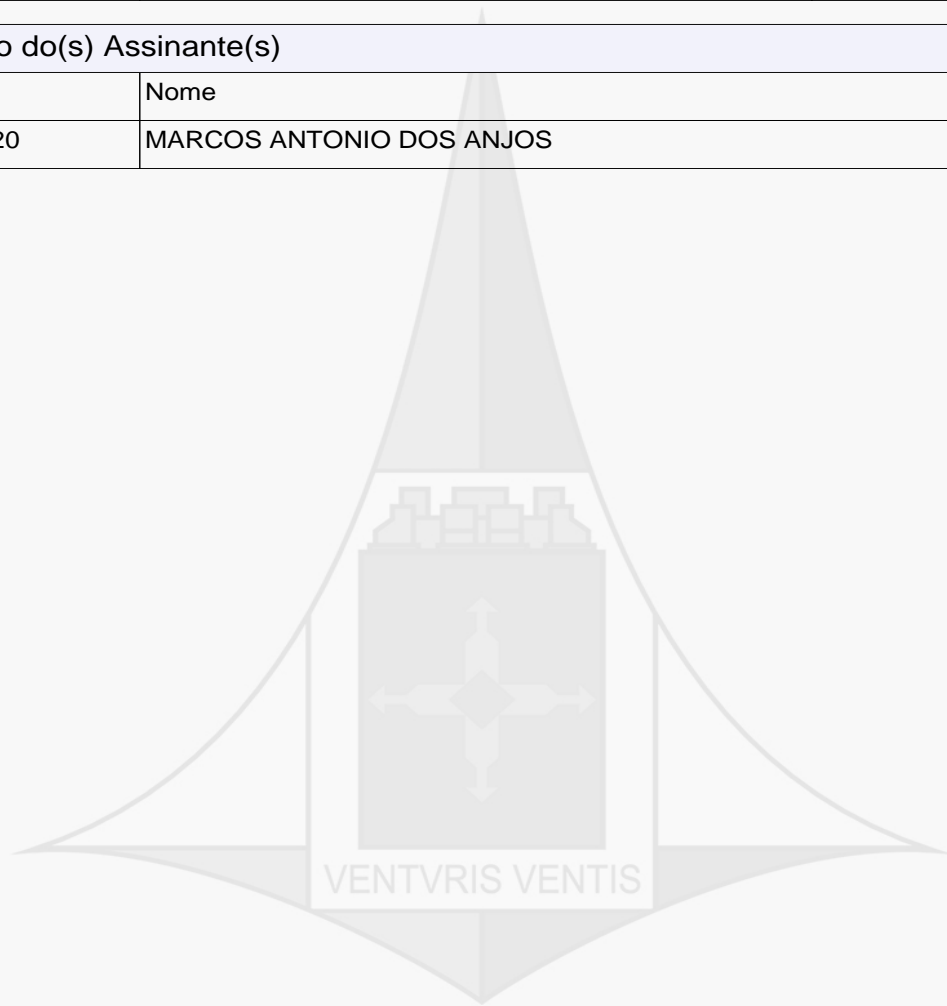 o do(s) Assinante(s)
Nome
20 MARCOS ANTONIO DOS ANJOS
VENTVRIS VENTIS